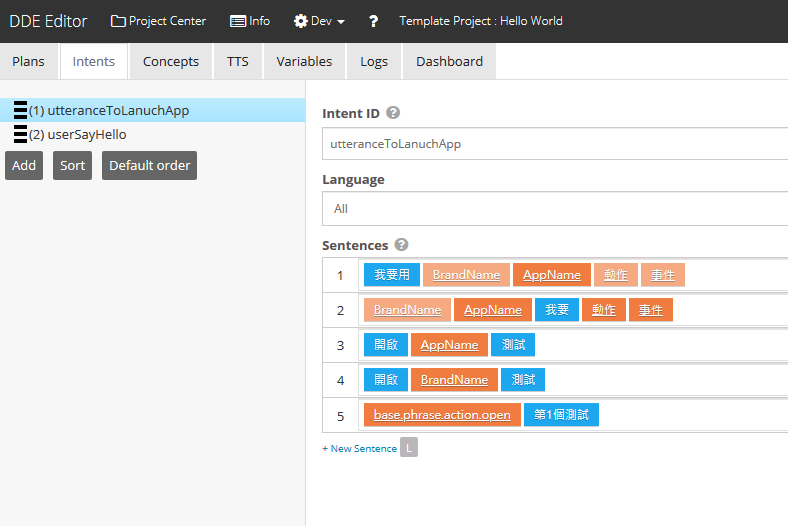 DDE Editor Project Center Info Dev ? Template Project : Hello World
Plans Intents Concepts TTS Variables Logs Dashboard
(1) utteranceToLanuchApp
(2) userSayHello
Add Sort Default order
Intent ID ?
utteranceToLanuchApp
Language
All
Sentences ?
1 我要用 BrandName AppName 動作 事件
2 BrandName AppName 我要 動作 事件
3 開啟 AppName 測試
4 開啟 BrandName 測試
5 base.phrase.action.open 第1個測試
+ New Sentence L